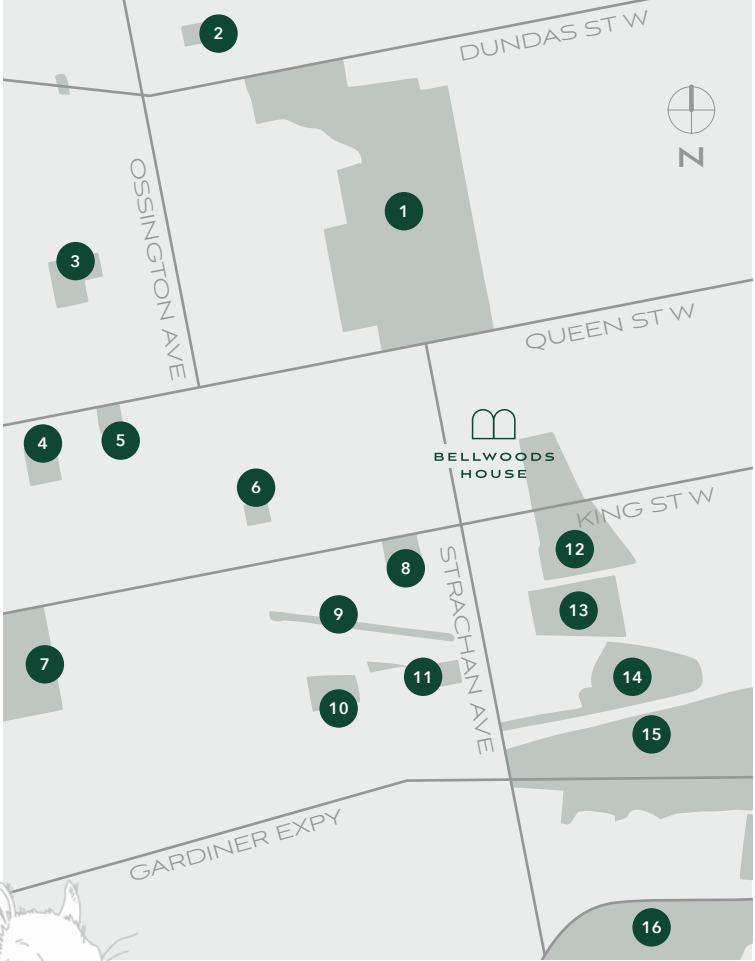 2
DUNDAS ST W
N
OSSINGTON AVE
1
3
QUEEN ST W
4
5
BELLWOODS
HOUSE
6
KING ST W
12
8
STRACHAN AVE
9
13
7
11
14
10
15
GARDINER EXPY
16